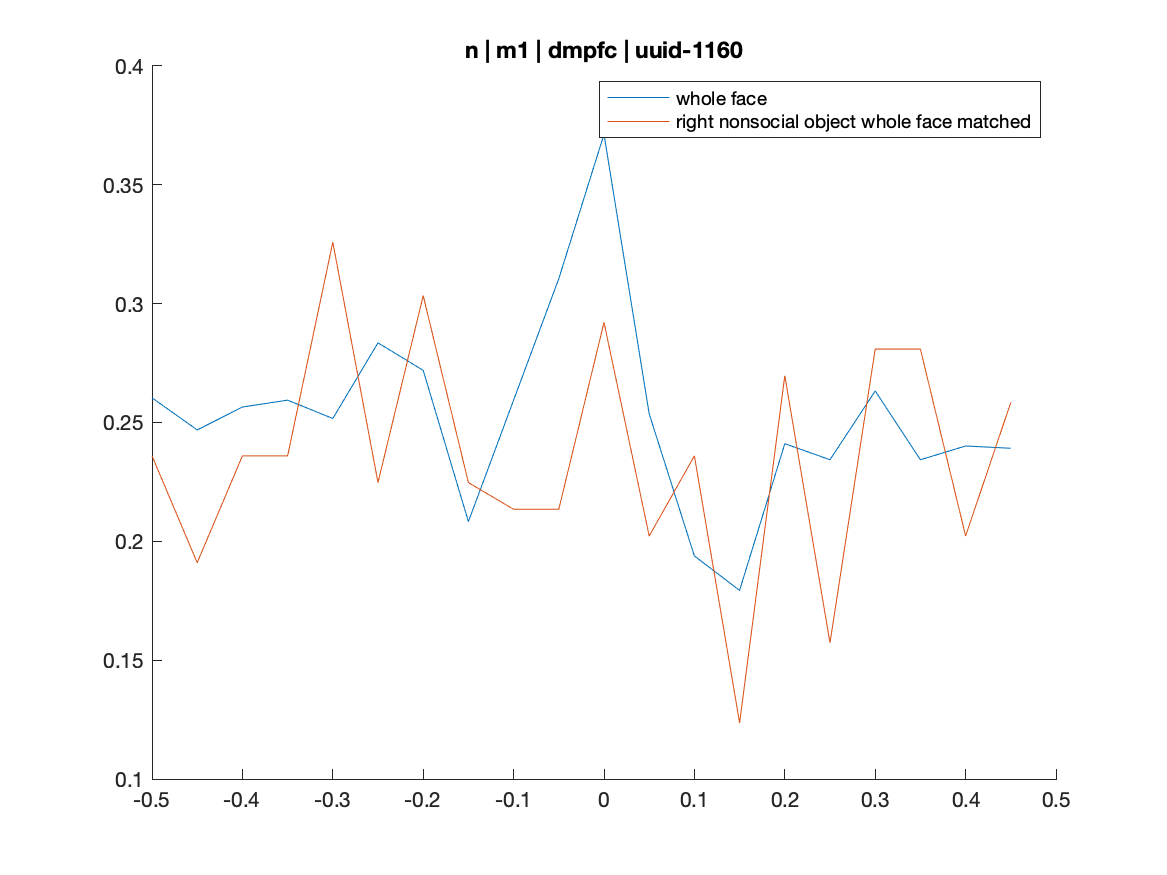 n | m1 | dmpfc | uuid-1160
whole face
right nonsocial object whole face matched
0.4
0.35
0.3
0.25
0.2
0.15
0.1
-0.5 -0.4 -0.3 -0.2 -0.1 0 0.1 0.2 0.3 0.4 0.5